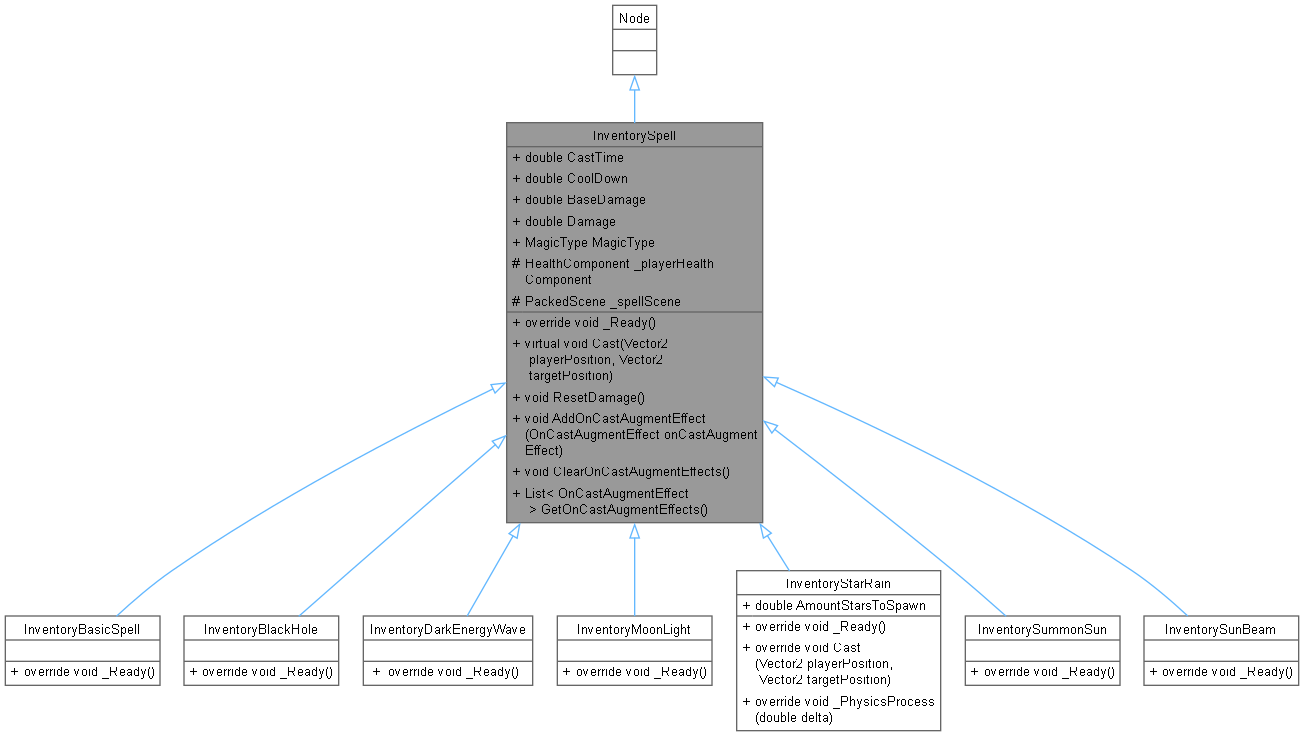 Node
InventorySpell
+ double CastTime
+ double CoolDown
+ double BaseDamage
+ double Damage
+ MagicType MagicType
# HealthComponent _playerHealth
Component
# PackedScene _spellScene
+ override void _Ready()
+ virtual void Cast(Vector2
playerPosition, Vector2
targetPosition)
+ void ResetDamage()
+ void AddOnCastAugmentEffect
(OnCastAugmentEffect onCastAugment
Effect)
+ void ClearOnCastAugmentEffects()
+ List< OnCastAugmentEffect
> GetOnCastAugmentEffects()
InventoryBasicSpell
+ override void _Ready()
InventoryBlackHole
+ override void _Ready()
InventoryDarkEnergyWave
+ override void _Ready()
InventoryMoonLight
+ override void _Ready()
InventoryStarRain
+ double AmountStarsToSpawn
+ override void _Ready()
+ override void Cast
(Vector2 playerPosition,
Vector2 targetPosition)
+ override void _PhysicsProcess
(double delta)
InventorySummonSun
+ override void _Ready()
InventorySunBeam
+ override void _Ready()